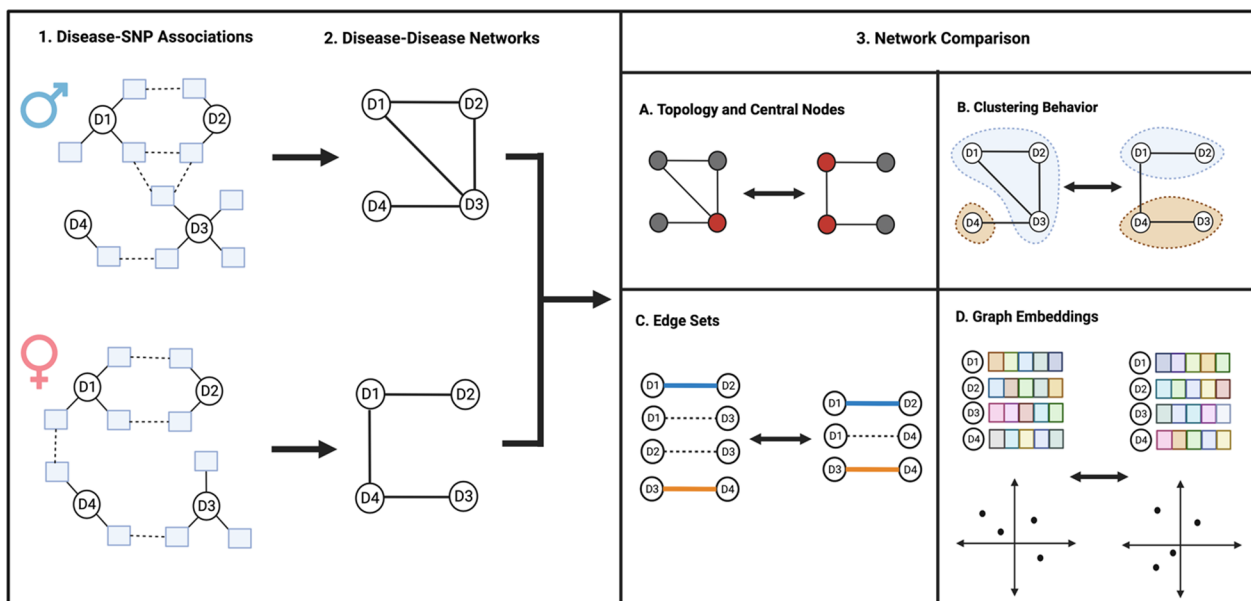 1. Disease-SNP Associations
2. Disease-Disease Networks
3. Network Comparison
D1
D2
D4
D3
D1
D2
D4
D3
D1
D2
D4
D3
D1
D2
D4
D3
A. Topology and Central Nodes
B. Clustering Behavior
D1
D2
D4
D3
D1
D2
D4
D3
C. Edge Sets
D1
D2
D1
D3
D2
D3
D3
D4
D1
D2
D1
D4
D3
D4
D. Graph Embeddings
D1
D2
D3
D4
D1
D2
D3
D4